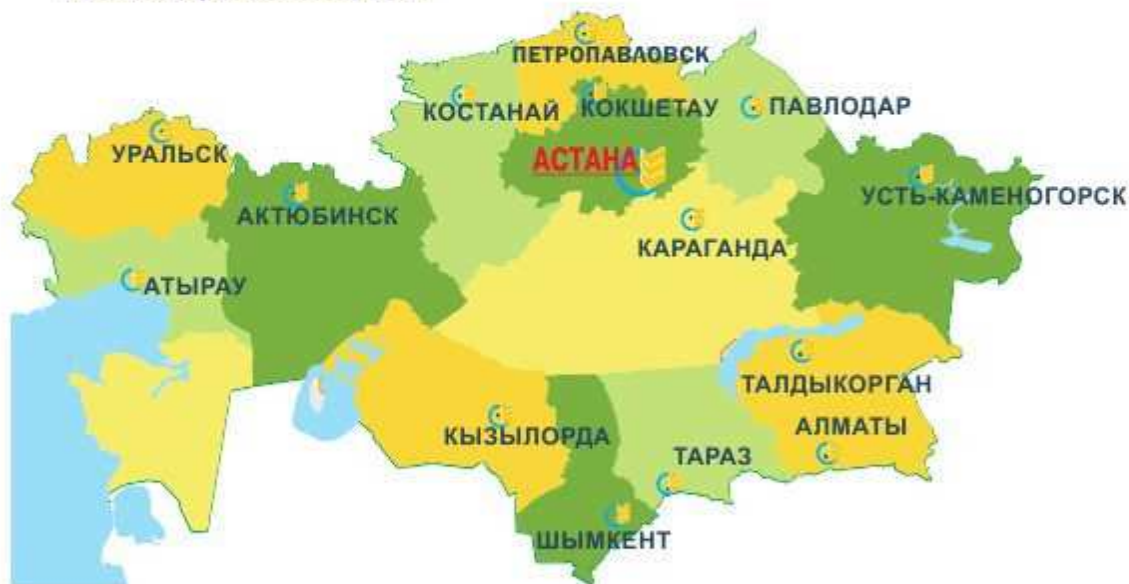 ПЕТРОПАВЛОВСК
КОСТАНАЙ
КОКШЕТАУ
ПАВЛОДАР
УРАЛЬСК
АСТАНА
АКТЮБИНСК
УСТЬ-КАМЕНОГОРСК
КАРАГАНДА
АТЫРАУ
ТАЛДЫКОРГАН
КЫЗЫЛОРДА
АЛМАТЫ
ТАРАЗ
ШЫМКЕНТ